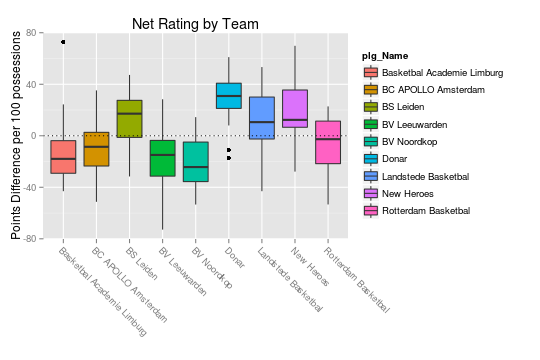 Net Rating by Team
Points Difference per 100 possessions
80
40
0
-40
-80
Basketbal Academie Limburg
BC APOLLO Amsterdam
BS Leiden
BV Leeuwarden
BV Noordkop
Donar
Landstede Basketbal
New Heroes
Rotterdam Basketbal
plg_Name
Basketbal Academie Limburg
BC APOLLO Amsterdam
BS Leiden
BV Leeuwarden
BV Noordkop
Donar
Landstede Basketbal
New Heroes
Rotterdam Basketbal